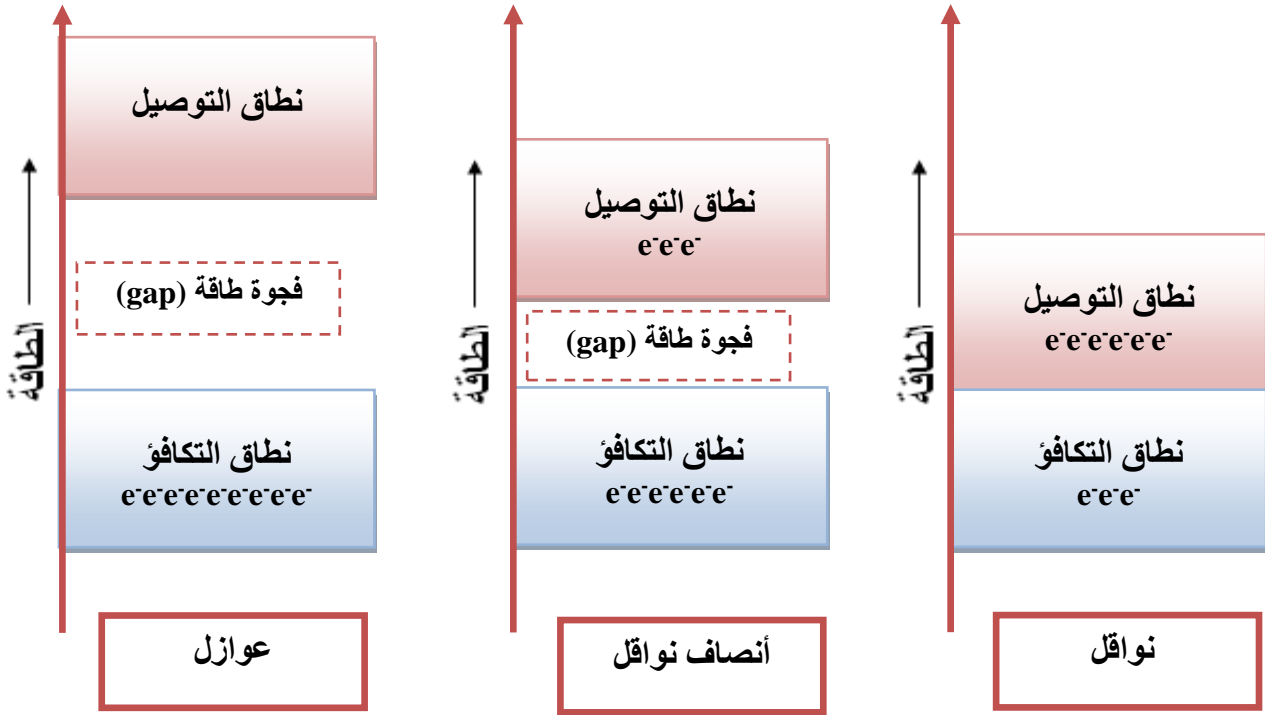 نطاق التوصيل
فجوة طاقة (gap)
نطاق التكافؤ
e-e-e-e-e-e-e-e-e-
الطاقة
عوازل
نطاق التوصيل
e-e-e-
فجوة طاقة (gap)
نطاق التكافؤ
e-e-e-e-e-e-
الطاقة
أنصاف نواقل
نطاق التوصيل
e-e-e-e-e-e-
نطاق التكافؤ
e-e-e-
الطاقة
نواقل